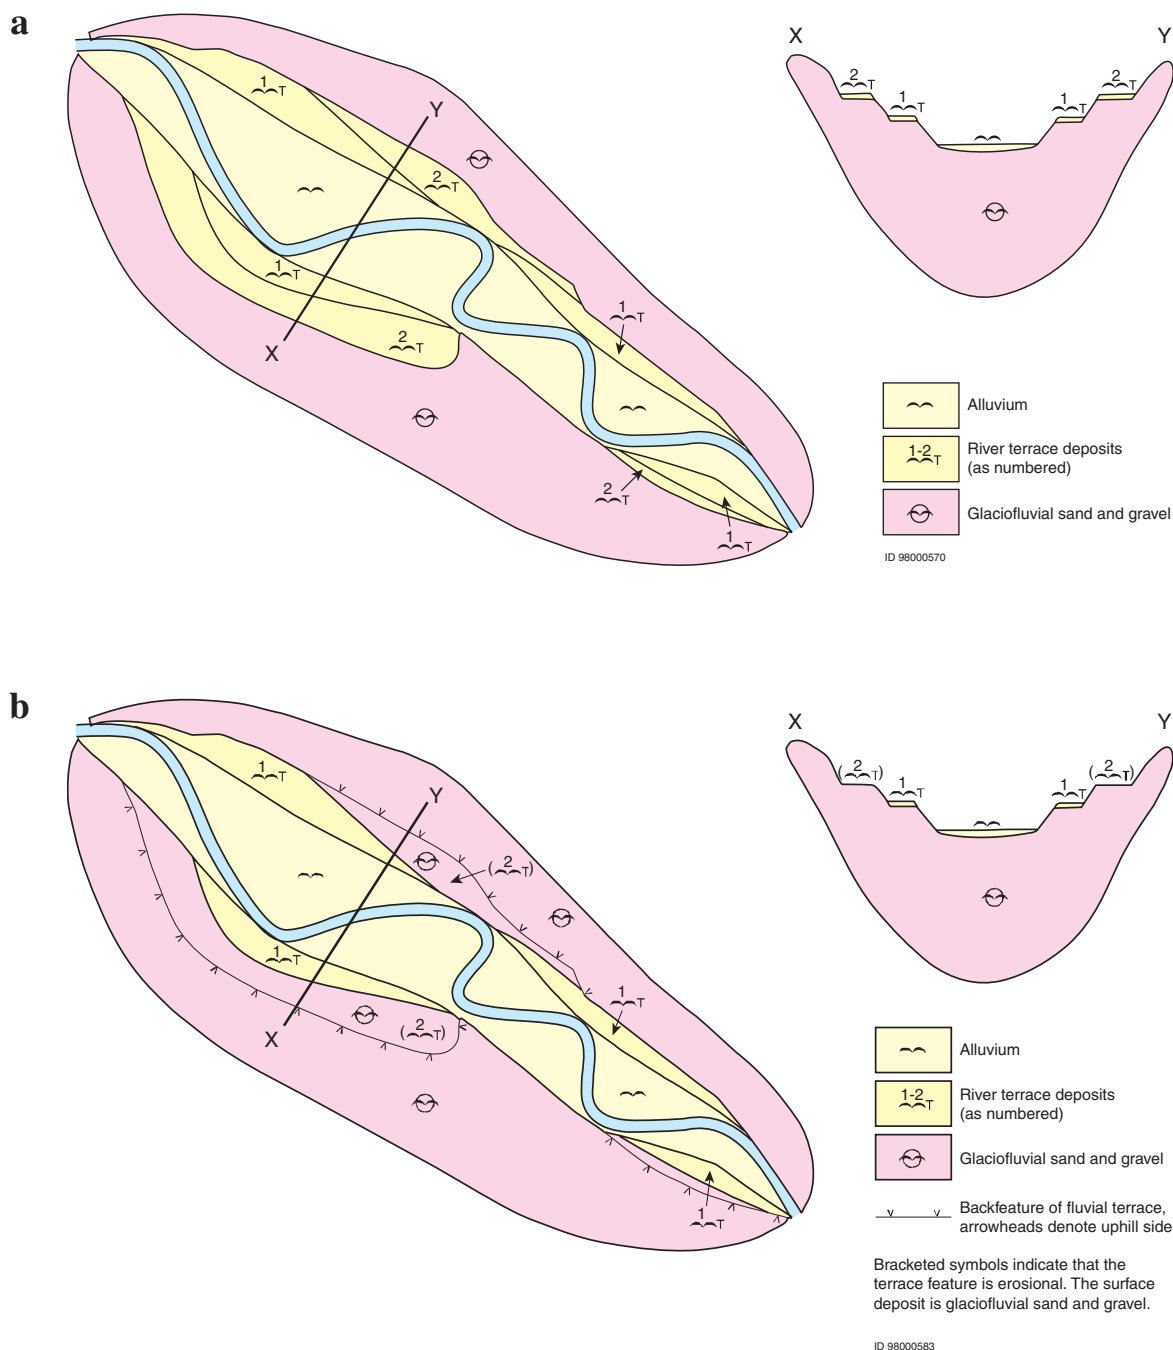 a
X
Y
2
T
2
T
1
T
1
T
1
T
Y
2
T
1
T
X
2
T
1
T
2
T
1
T
Alluvium
1-2
T
River terrace deposits
(as numbered)
Glaciofluvial sand and gravel
ID 98000570
b
X
Y
(2
T)
(2
T)
1
T
1
T
1
T
Y
(2
T)
1
T
X
(2
T)
1
T
1
T
Alluvium
1-2
T
River terrace deposits
(as numbered)
Glaciofluvial sand and gravel
Backfeature of fluvial terrace,
arrowheads denote uphill side
Bracketed symbols indicate that the
terrace feature is erosional. The surface
deposit is glaciofluvial sand and gravel.
ID 98000583